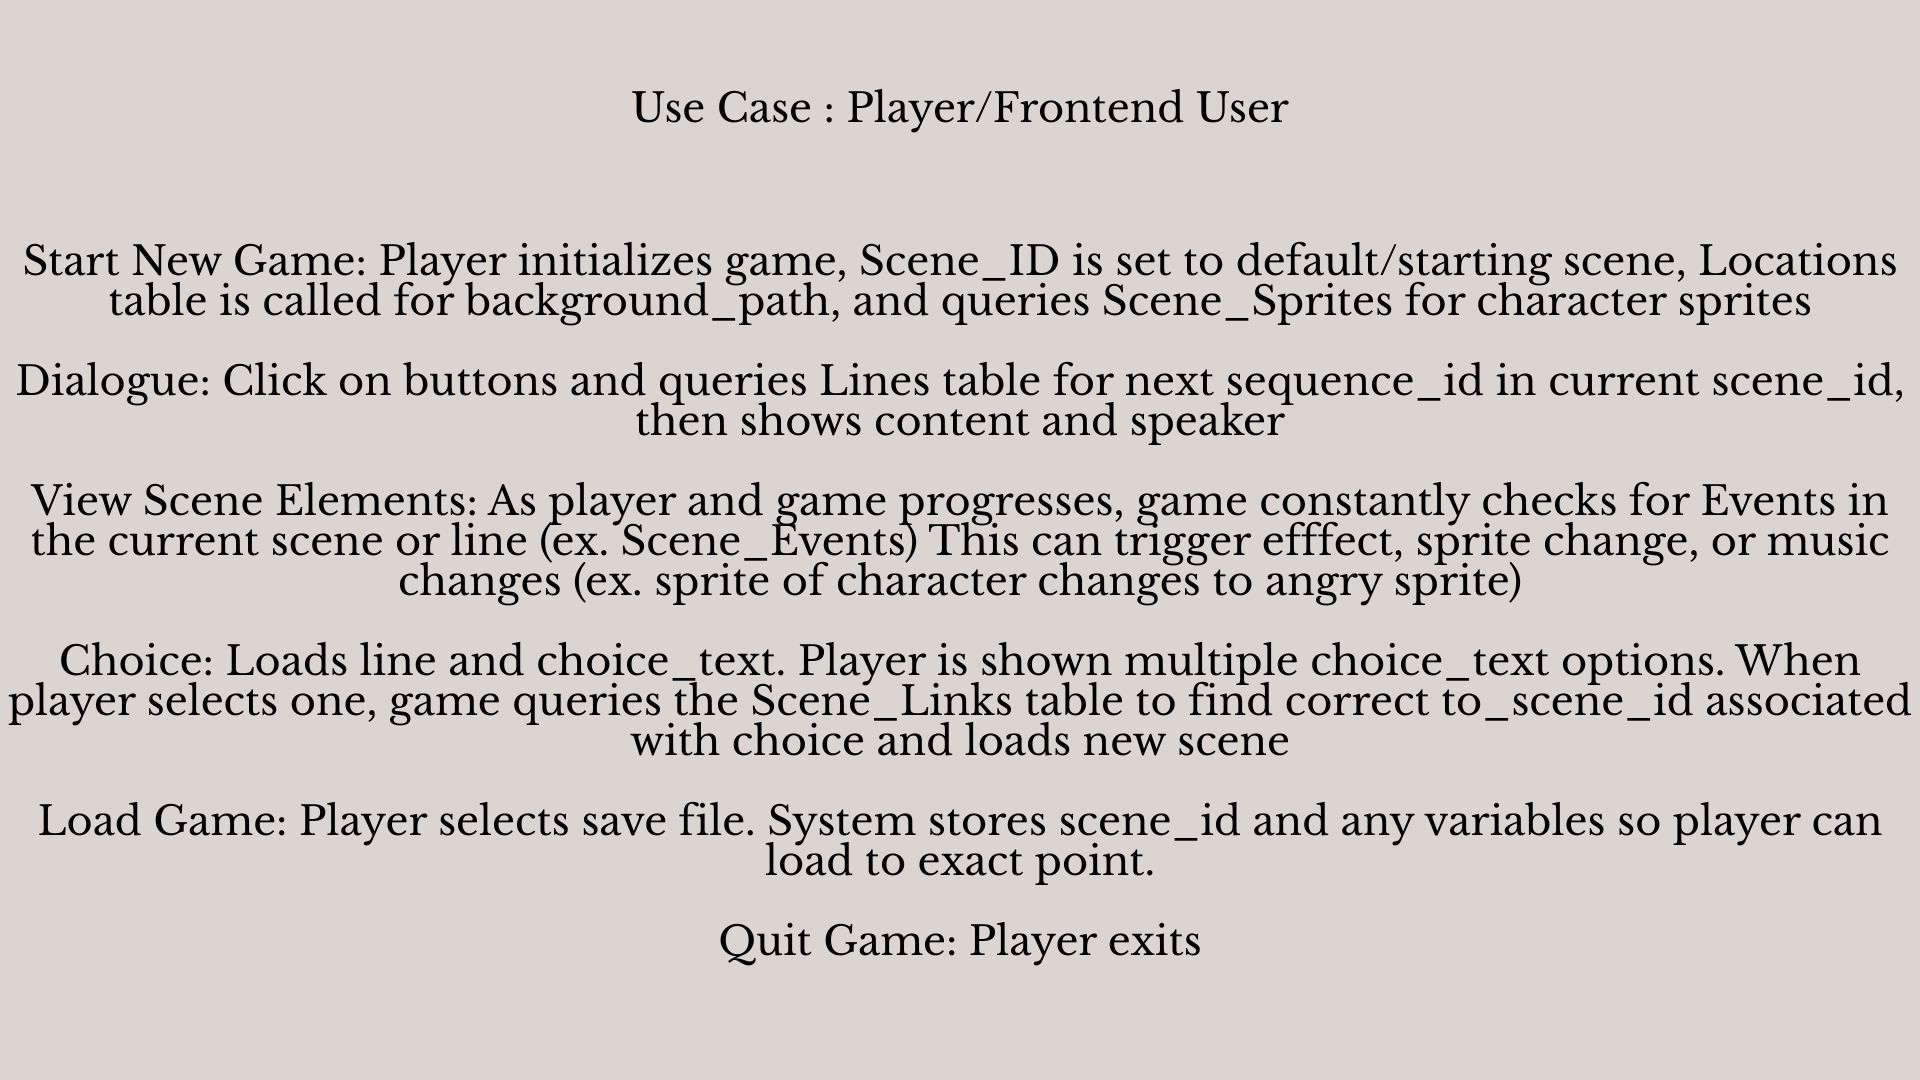 Use Case : Player/Frontend User
Start New Game: Player initializes game, Scene_ID is set to default/starting scene, Locations
table is called for background_path, and queries Scene_Sprites for character sprites
Dialogue: Click on buttons and queries Lines table for next sequence_id in current scene_id,
then shows content and speaker
View Scene Elements: As player and game progresses, game constantly checks for Events in
the current scene or line (ex. Scene_Events) This can trigger efffect, sprite change, or music
changes (ex. sprite of character changes to angry sprite)
Choice: Loads line and choice_text. Player is shown multiple choice_text options. When
player selects one, game queries the Scene_Links table to find correct to_scene_id associated
with choice and loads new scene
Load Game: Player selects save file. System stores scene_id and any variables so player can
load to exact point.
Quit Game: Player exits